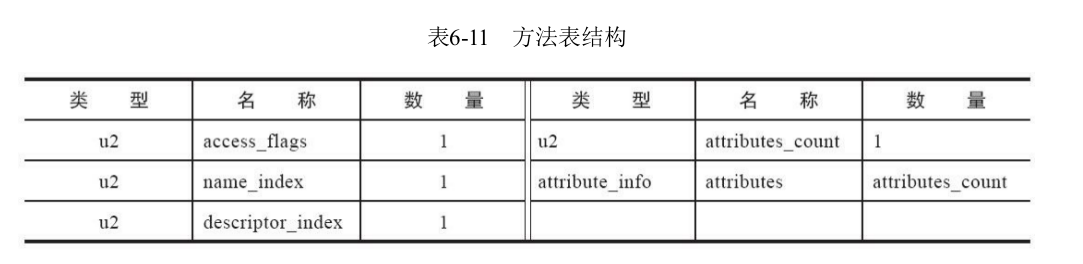 表6-11 方法表结构
类 型 名 称 数 量 类 型 名 称 数 量
u2 access_flags 1 u2 attributes_count 1
u2 name_index 1 attribute_info attributes attributes_count
u2 descriptor_index 1